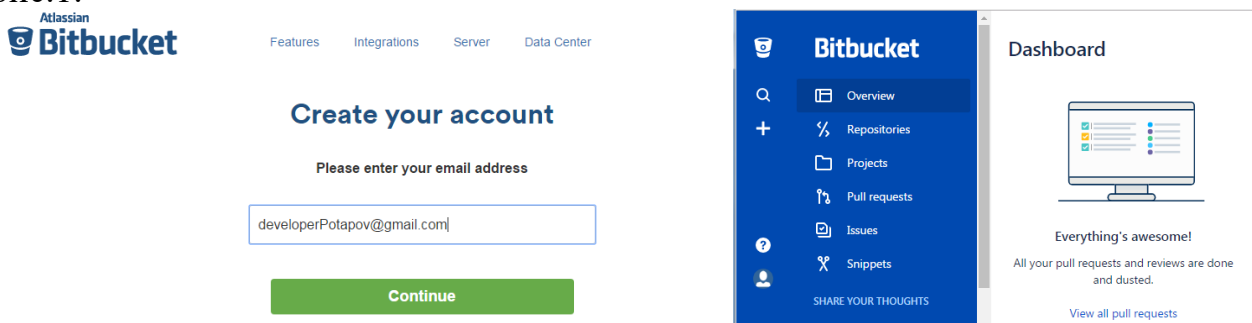 Atlassian
Bitbucket
Features Integrations Server Data Center
Create your account
Please enter your email address
developerPotapov@gmail.com
Continue
Bitbucket
Overview
Repositories
Projects
Pull requests
Issues
Snippets
SHARE YOUR THOUGHTS
Dashboard
Everything's awesome!
All your pull requests and reviews are done
and dusted.
View all pull requests